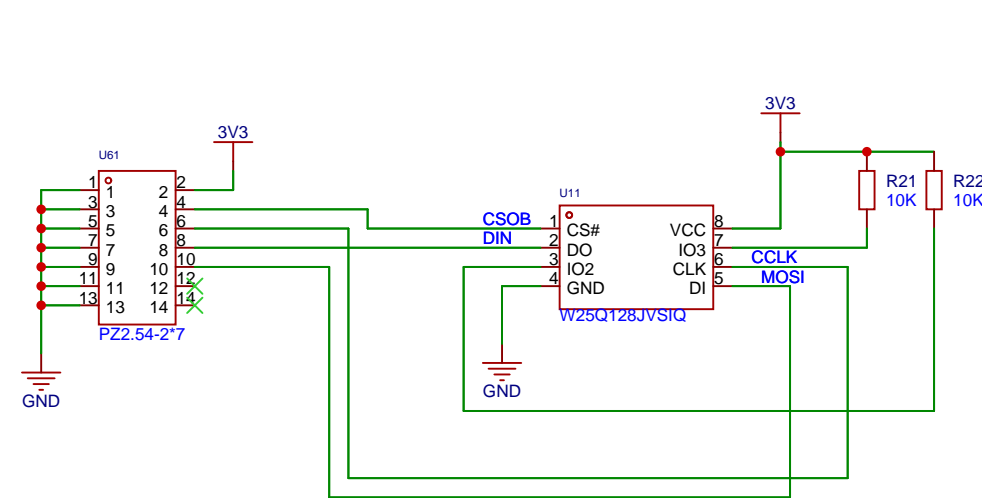 3V3
3V3
U61
1 1 2 2
3 3 4 4
5 5 6 6
7 7 8 8
9 9 10 10
11 11 12 12
13 13 14 14
PZ2.54-2*7
GND
U11
CSOB 1 CS# VCC 8
DIN 2 DO IO3 7
3 IO2 CLK 6 CCLK
4 GND DI 5 MOSI
W25Q128JVSIQ
GND
R21
10K
R22
10K